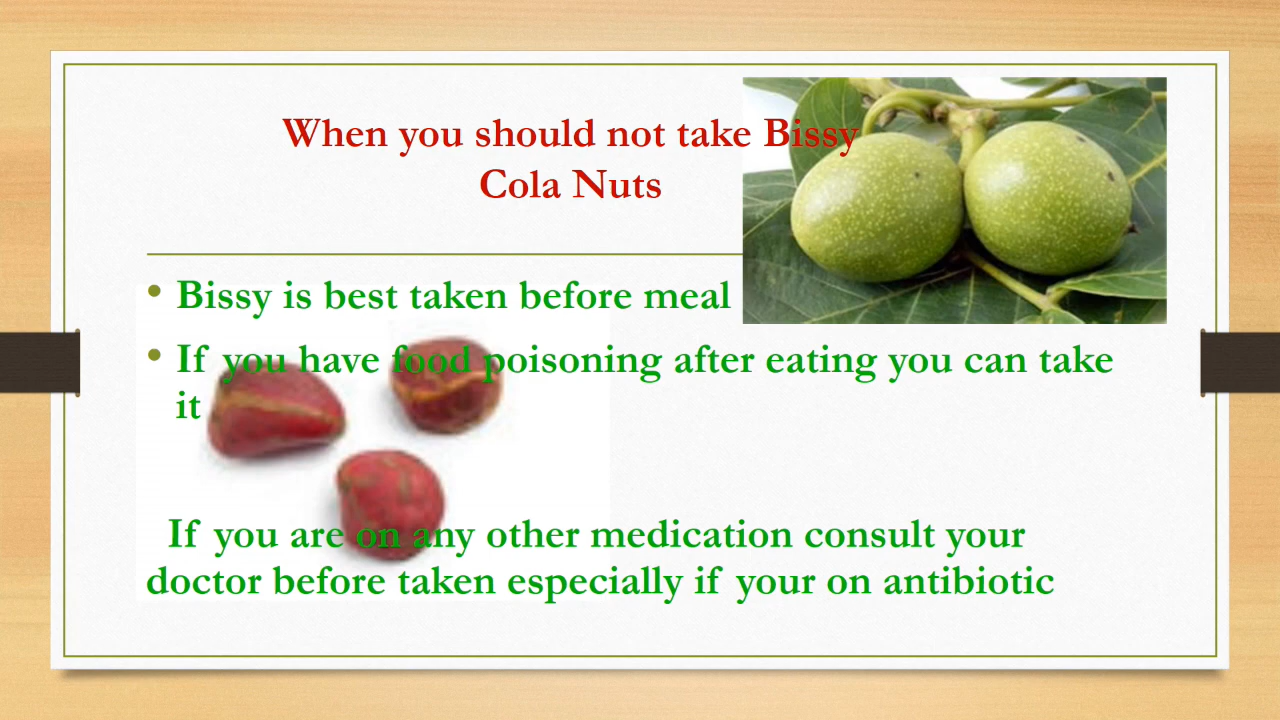 When you should not take Bissy
Cola Nuts
• Bissy is best taken before meal
• If you have food poisoning after eating you can take
it
If you are on any other medication consult your
doctor before taken especially if your on antibiotic